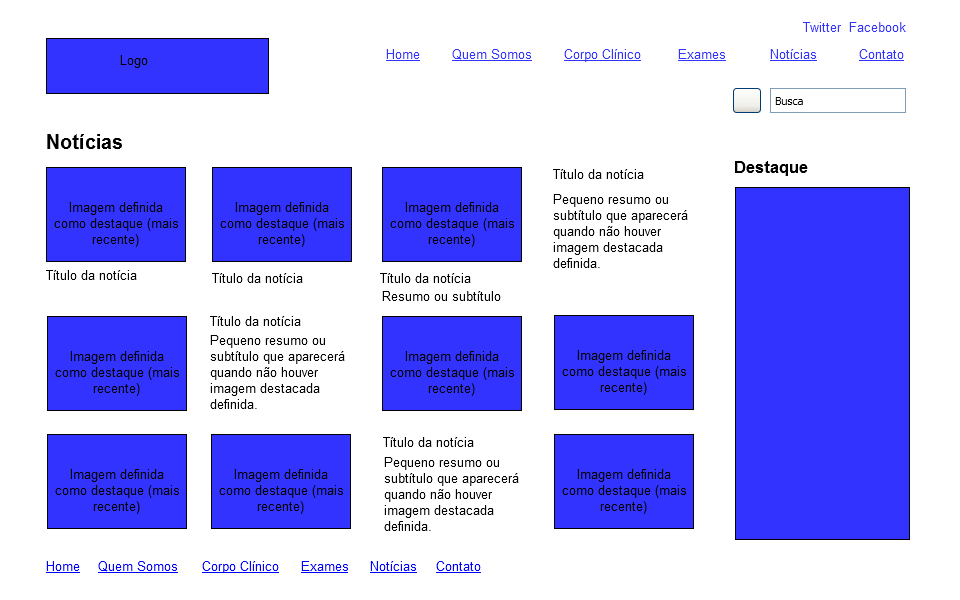 Twitter Facebook
Logo
Home Quem Somos Corpo Clínico Exames Notícias Contato
Busca
Notícias
Destaque
Imagem definida
como destaque (mais
recente)
Título da notícia
Imagem definida
como destaque (mais
recente)
Título da notícia
Imagem definida
como destaque (mais
recente)
Título da notícia
Resumo ou subtítulo
Título da notícia
Pequeno resumo ou
subtítulo que aparecerá
quando não houver
imagem destacada
definida.
Imagem definida
como destaque (mais
recente)
Título da notícia
Pequeno resumo ou
subtítulo que aparecerá
quando não houver
imagem destacada
definida.
Imagem definida
como destaque (mais
recente)
Imagem definida
como destaque (mais
recente)
Imagem definida
como destaque (mais
recente)
Imagem definida
como destaque (mais
recente)
Título da notícia
Pequeno resumo ou
subtítulo que aparecerá
quando não houver
imagem destacada
definida.
Imagem definida
como destaque (mais
recente)
Home Quem Somos Corpo Clínico Exames Notícias Contato